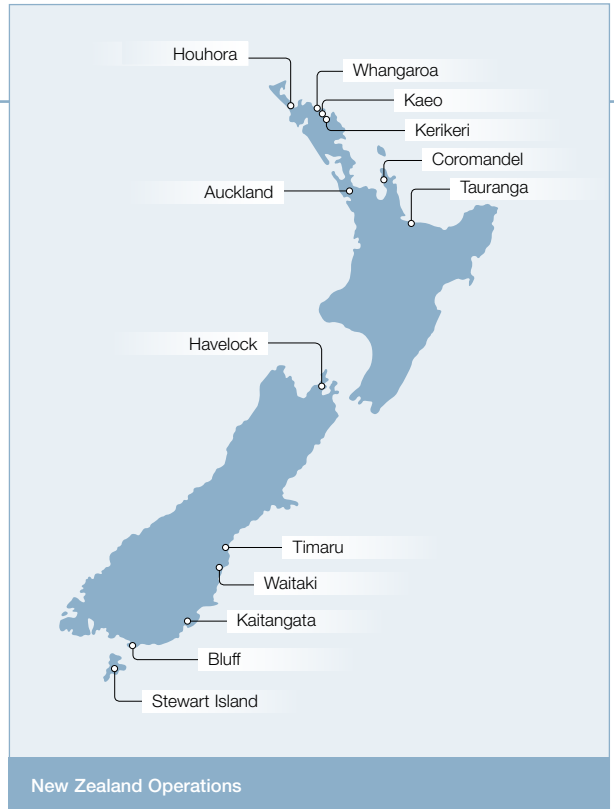 Houhora
Whangaroa
Kaeo
Kerikeri
Coromandel
Auckland
Tauranga
Havelock
Timaru
Waitaki
Kaitangata
Bluff
Stewart Island
New Zealand Operations